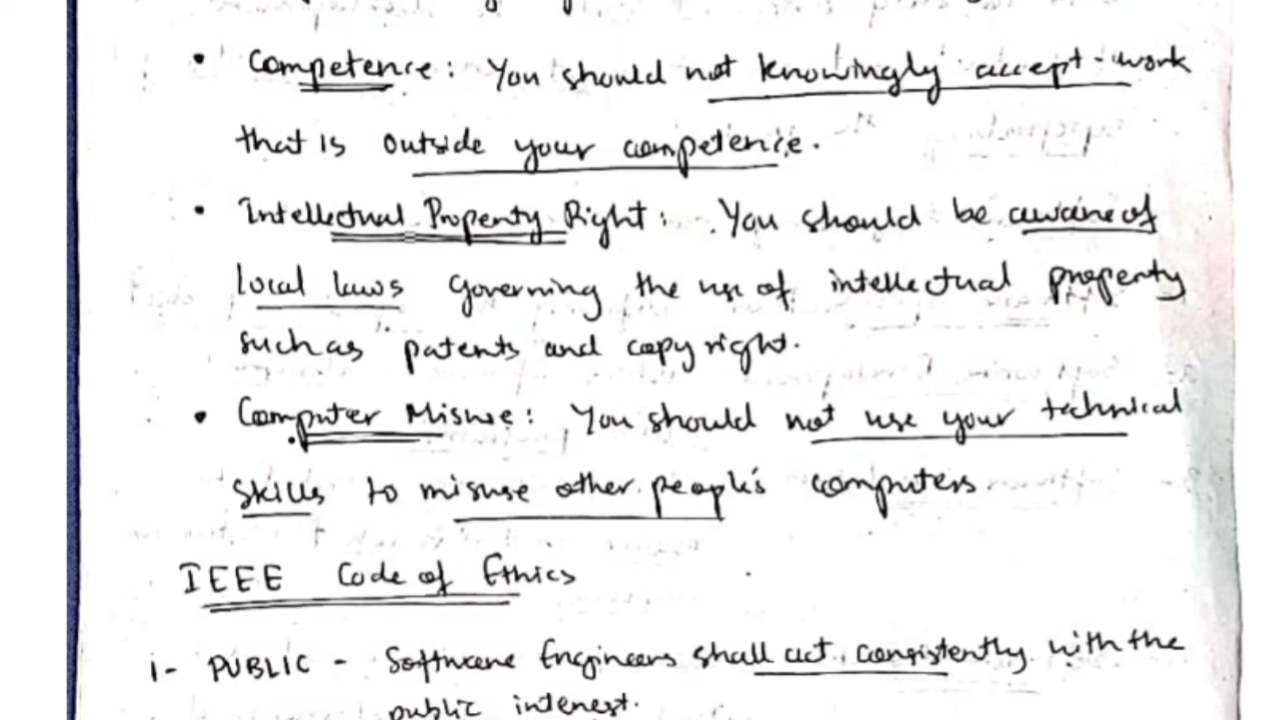 • Competence: You should not knowingly accept work
that is outside your competence.
• Intellectual Property Right: You should be aware of
local laws governing the use of intellectual property
such as patents and copyright.
• Computer Misuse: You should not use your technical
skills to misuse other people's computers.
IEEE Code of Ethics
1- PUBLIC - Software Engineers shall act consistently with the
public interest.